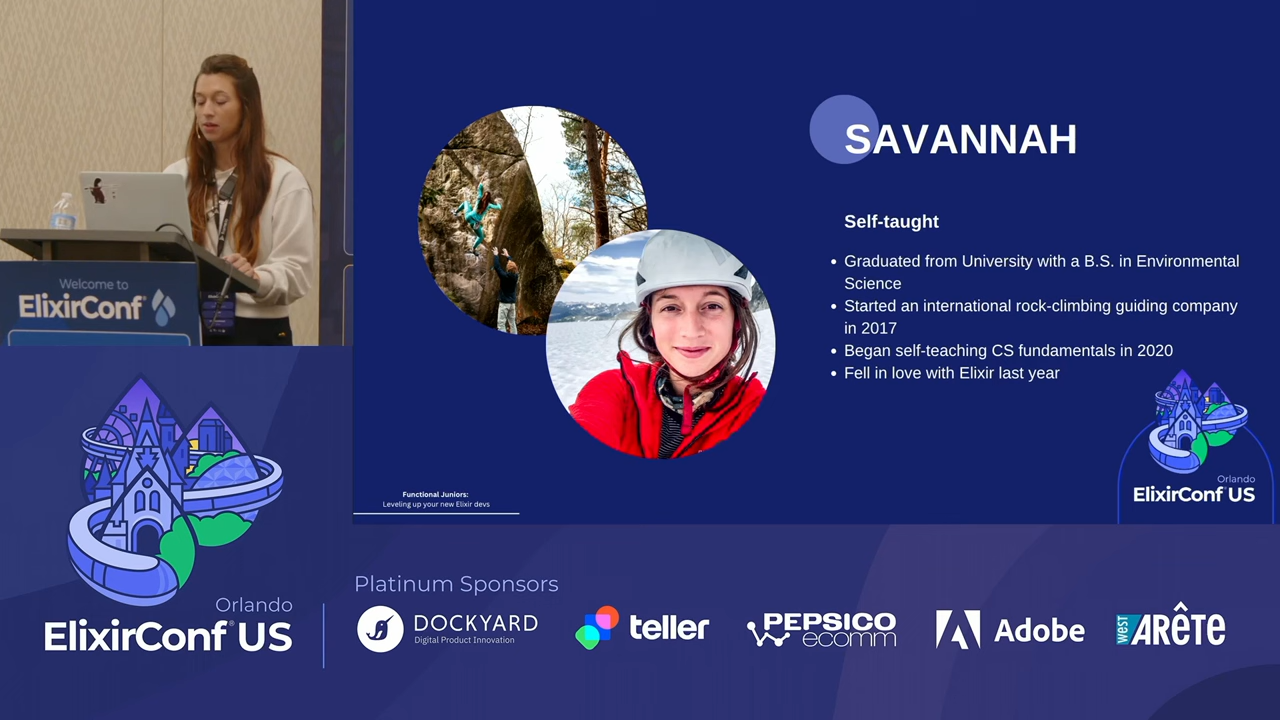 SAVANNAH
Self-taught
• Graduated from University with a B.S. in Environmental
Science
• Started an international rock-climbing guiding company
in 2017
• Began self-teaching CS fundamentals in 2020
• Fell in love with Elixir last year
Functional Juniors:
Leveling up your new Elixir devs
Orlando
ElixirConf US
Welcome to
ElixirConf
Orlando
ElixirConf® US
Platinum Sponsors
DOCKYARD
Digital Product Innovation
teller
PEPSICO
ecomm
Adobe
west ARÊTE